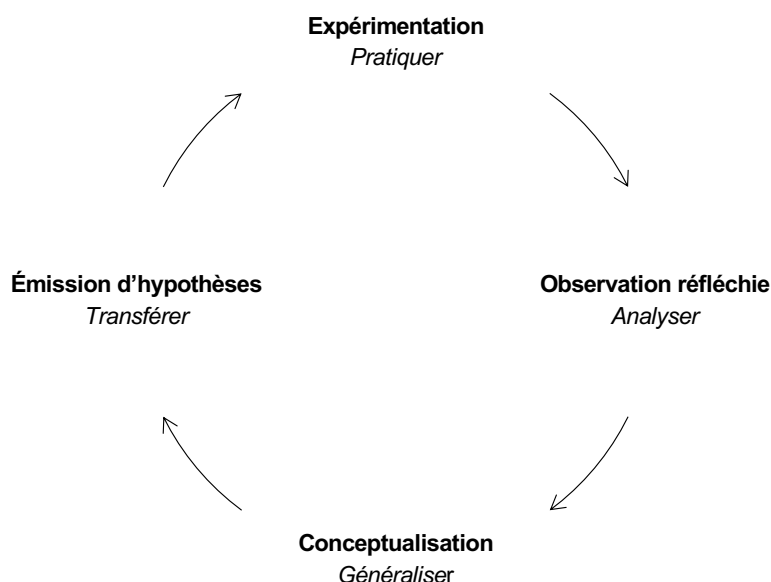 Expérimentation
Pratiquer
Émission d’hypothèses
Transférer
Observation réfléchie
Analyser
Conceptualisation
Généraliser